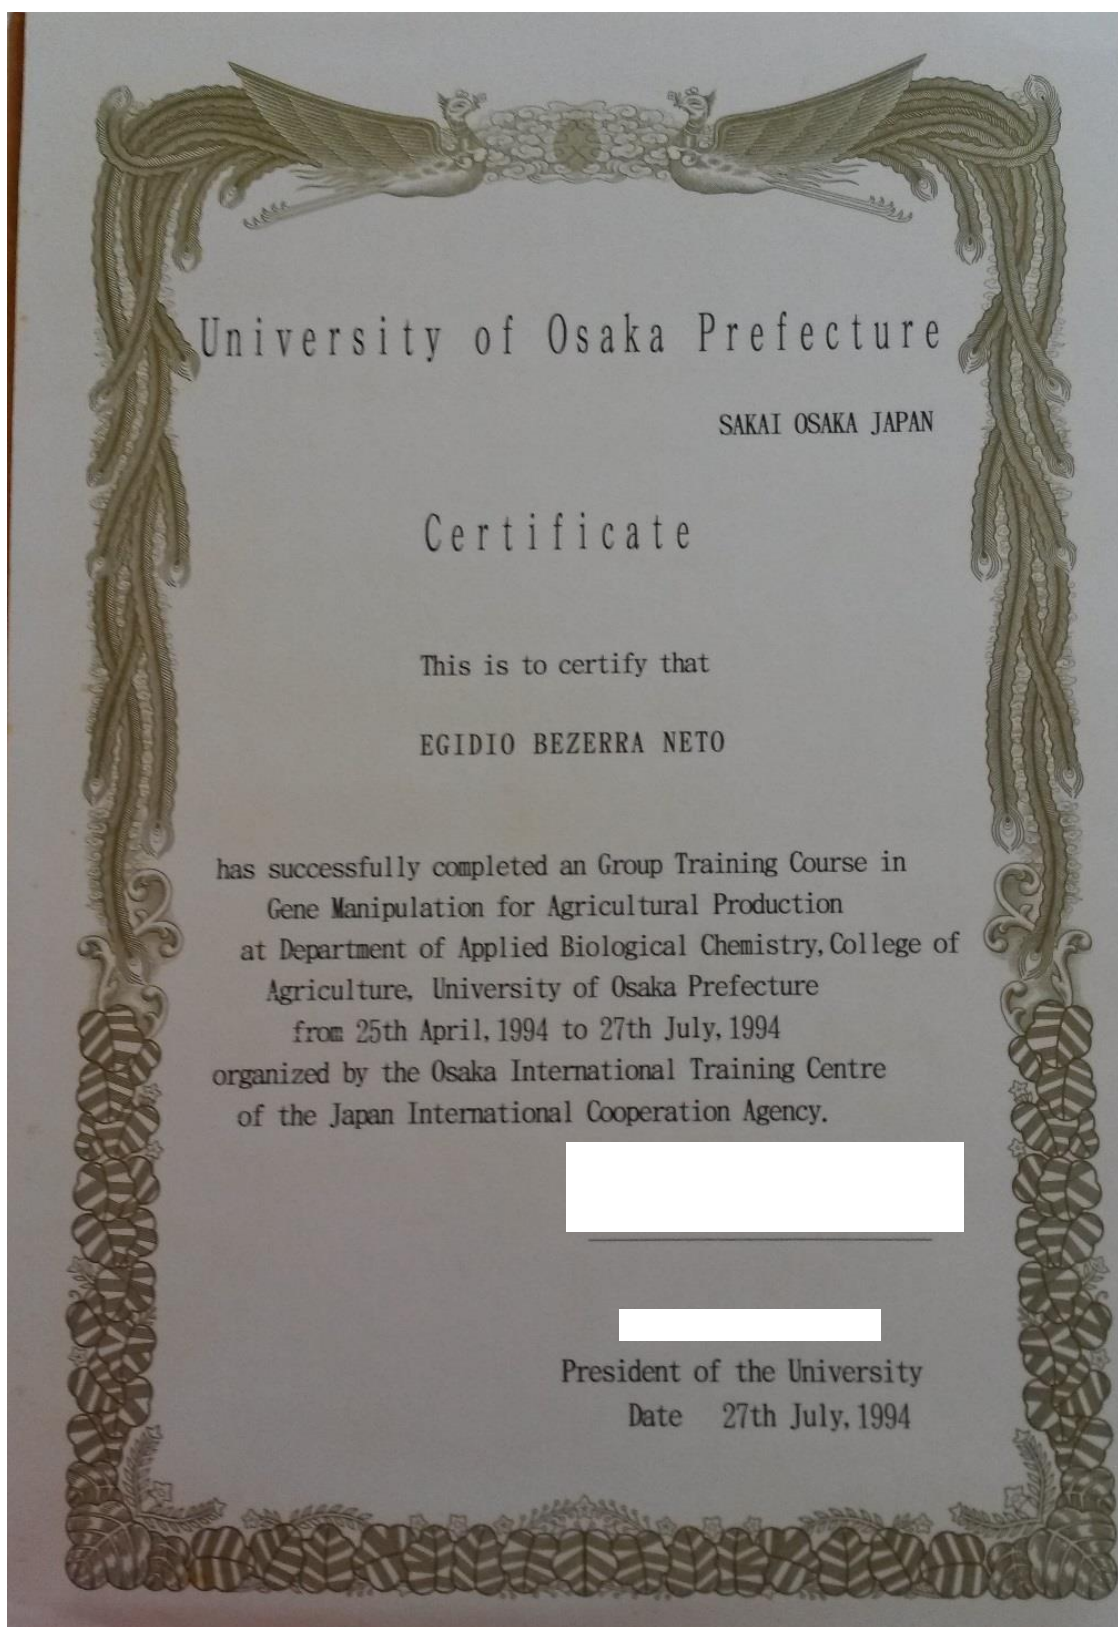 University of Osaka Prefecture
SAKAI OSAKA JAPAN
Certificate
This is to certify that
EGIDIO BEZERRA NETO
has successfully completed an Group Training Course in
Gene Manipulation for Agricultural Production
at Department of Applied Biological Chemistry, College of
Agriculture, University of Osaka Prefecture
from 25th April, 1994 to 27th July, 1994
organized by the Osaka International Training Centre
of the Japan International Cooperation Agency.
President of the University
Date 27th July, 1994